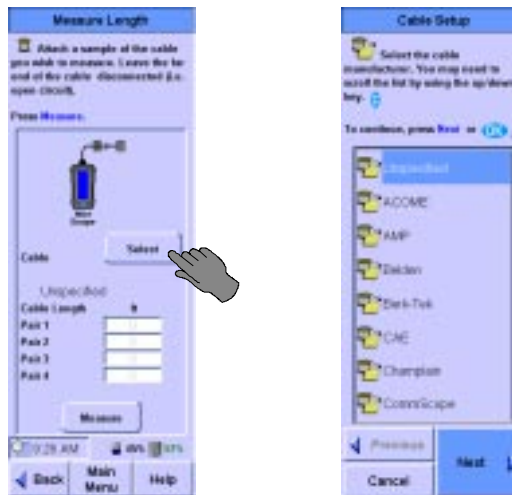 Measure Length
Attach a sample of the cable
you wish to measure. Leave the far
end of the cable disconnected (i.e.
open circuit).
Press Measure.
Cable
Select
Unspecified
Cable Length ft
Pair 1
Pair 2
Pair 3
Pair 4
Measure
Back
Main
Menu
Help
Cable Setup
Select the cable
manufacturer. You may need to
scroll the list by using the up/down
key.
To continue, press Next or OK
Unspecified
ACOME
AMP
Belden
Berk-Tek
CAE
Champlain
CommScope
Previous
Next
Cancel